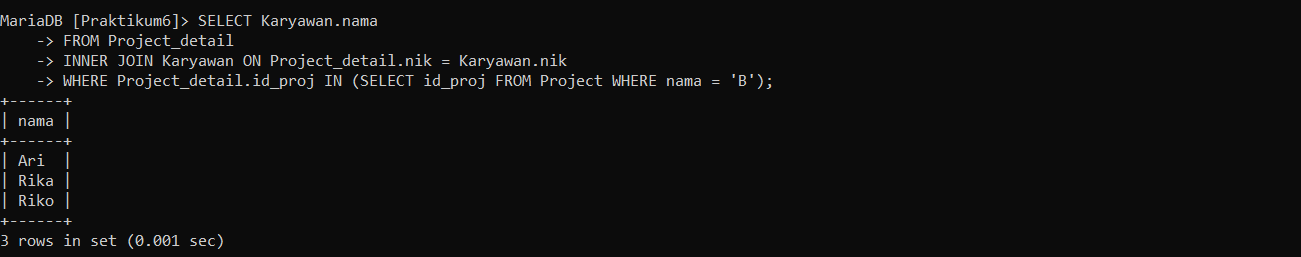 MariaDB [Praktikum6]> SELECT Karyawan.nama
    -> FROM Project_detail
    -> INNER JOIN Karyawan ON Project_detail.nik = Karyawan.nik
    -> WHERE Project_detail.id_proj IN (SELECT id_proj FROM Project WHERE nama = 'B');
+------+
| nama |
+------+
| Ari  |
| Rika |
| Riko |
+------+
3 rows in set (0.001 sec)